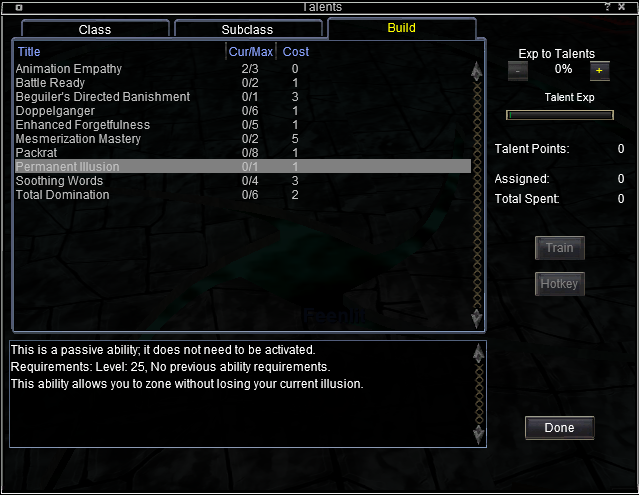 Talents
? X
Class Subclass Build
Title Cur/Max Cost
Animation Empathy 2/3 0
Battle Ready 0/2 1
Beguiler's Directed Banishment 0/1 3
Doppelganger 0/6 1
Enhanced Forgetfulness 0/5 1
Mesmerization Mastery 0/2 5
Packrat 0/8 1
Permanent Illusion 0/1 1
Soothing Words 0/4 3
Total Domination 0/6 2
This is a passive ability; it does not need to be activated.
Requirements: Level: 25, No previous ability requirements.
This ability allows you to zone without losing your current illusion.
Exp to Talents
- 0% +
Talent Exp
Talent Points: 0
Assigned: 0
Total Spent: 0
Train
Hotkey
Done